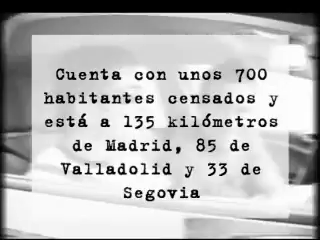 Cuenta con unos 700
habitantes censados y
está a 135 kilómetros
de Madrid, 85 de
Valladolid y 33 de
Segovia